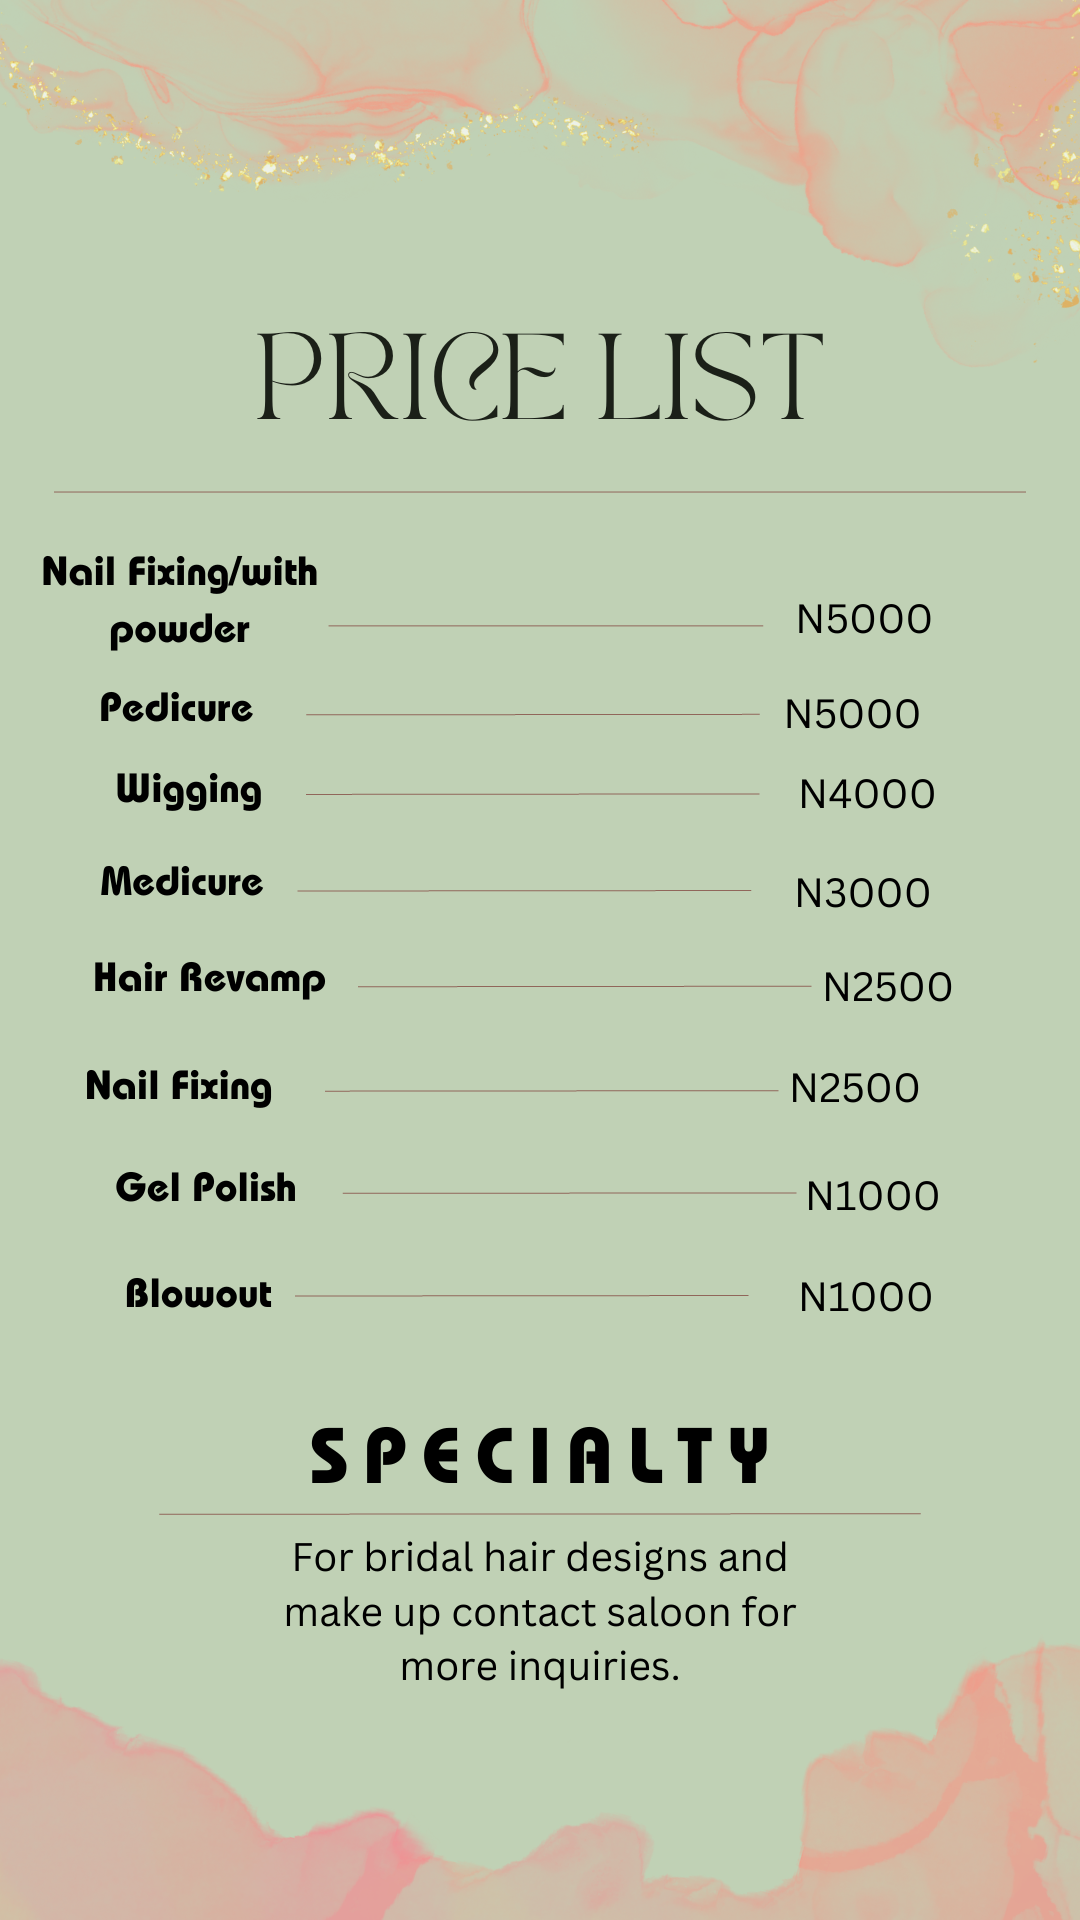 PRICE LIST
Nail Fixing/with
powder
N5000
Pedicure
N5000
Wigging
N4000
Medicure
N3000
Hair Revamp
N2500
Nail Fixing
N2500
Gel Polish
N1000
Blowout
N1000
SPECIALTY
For bridal hair designs and
make up contact saloon for
more inquiries.